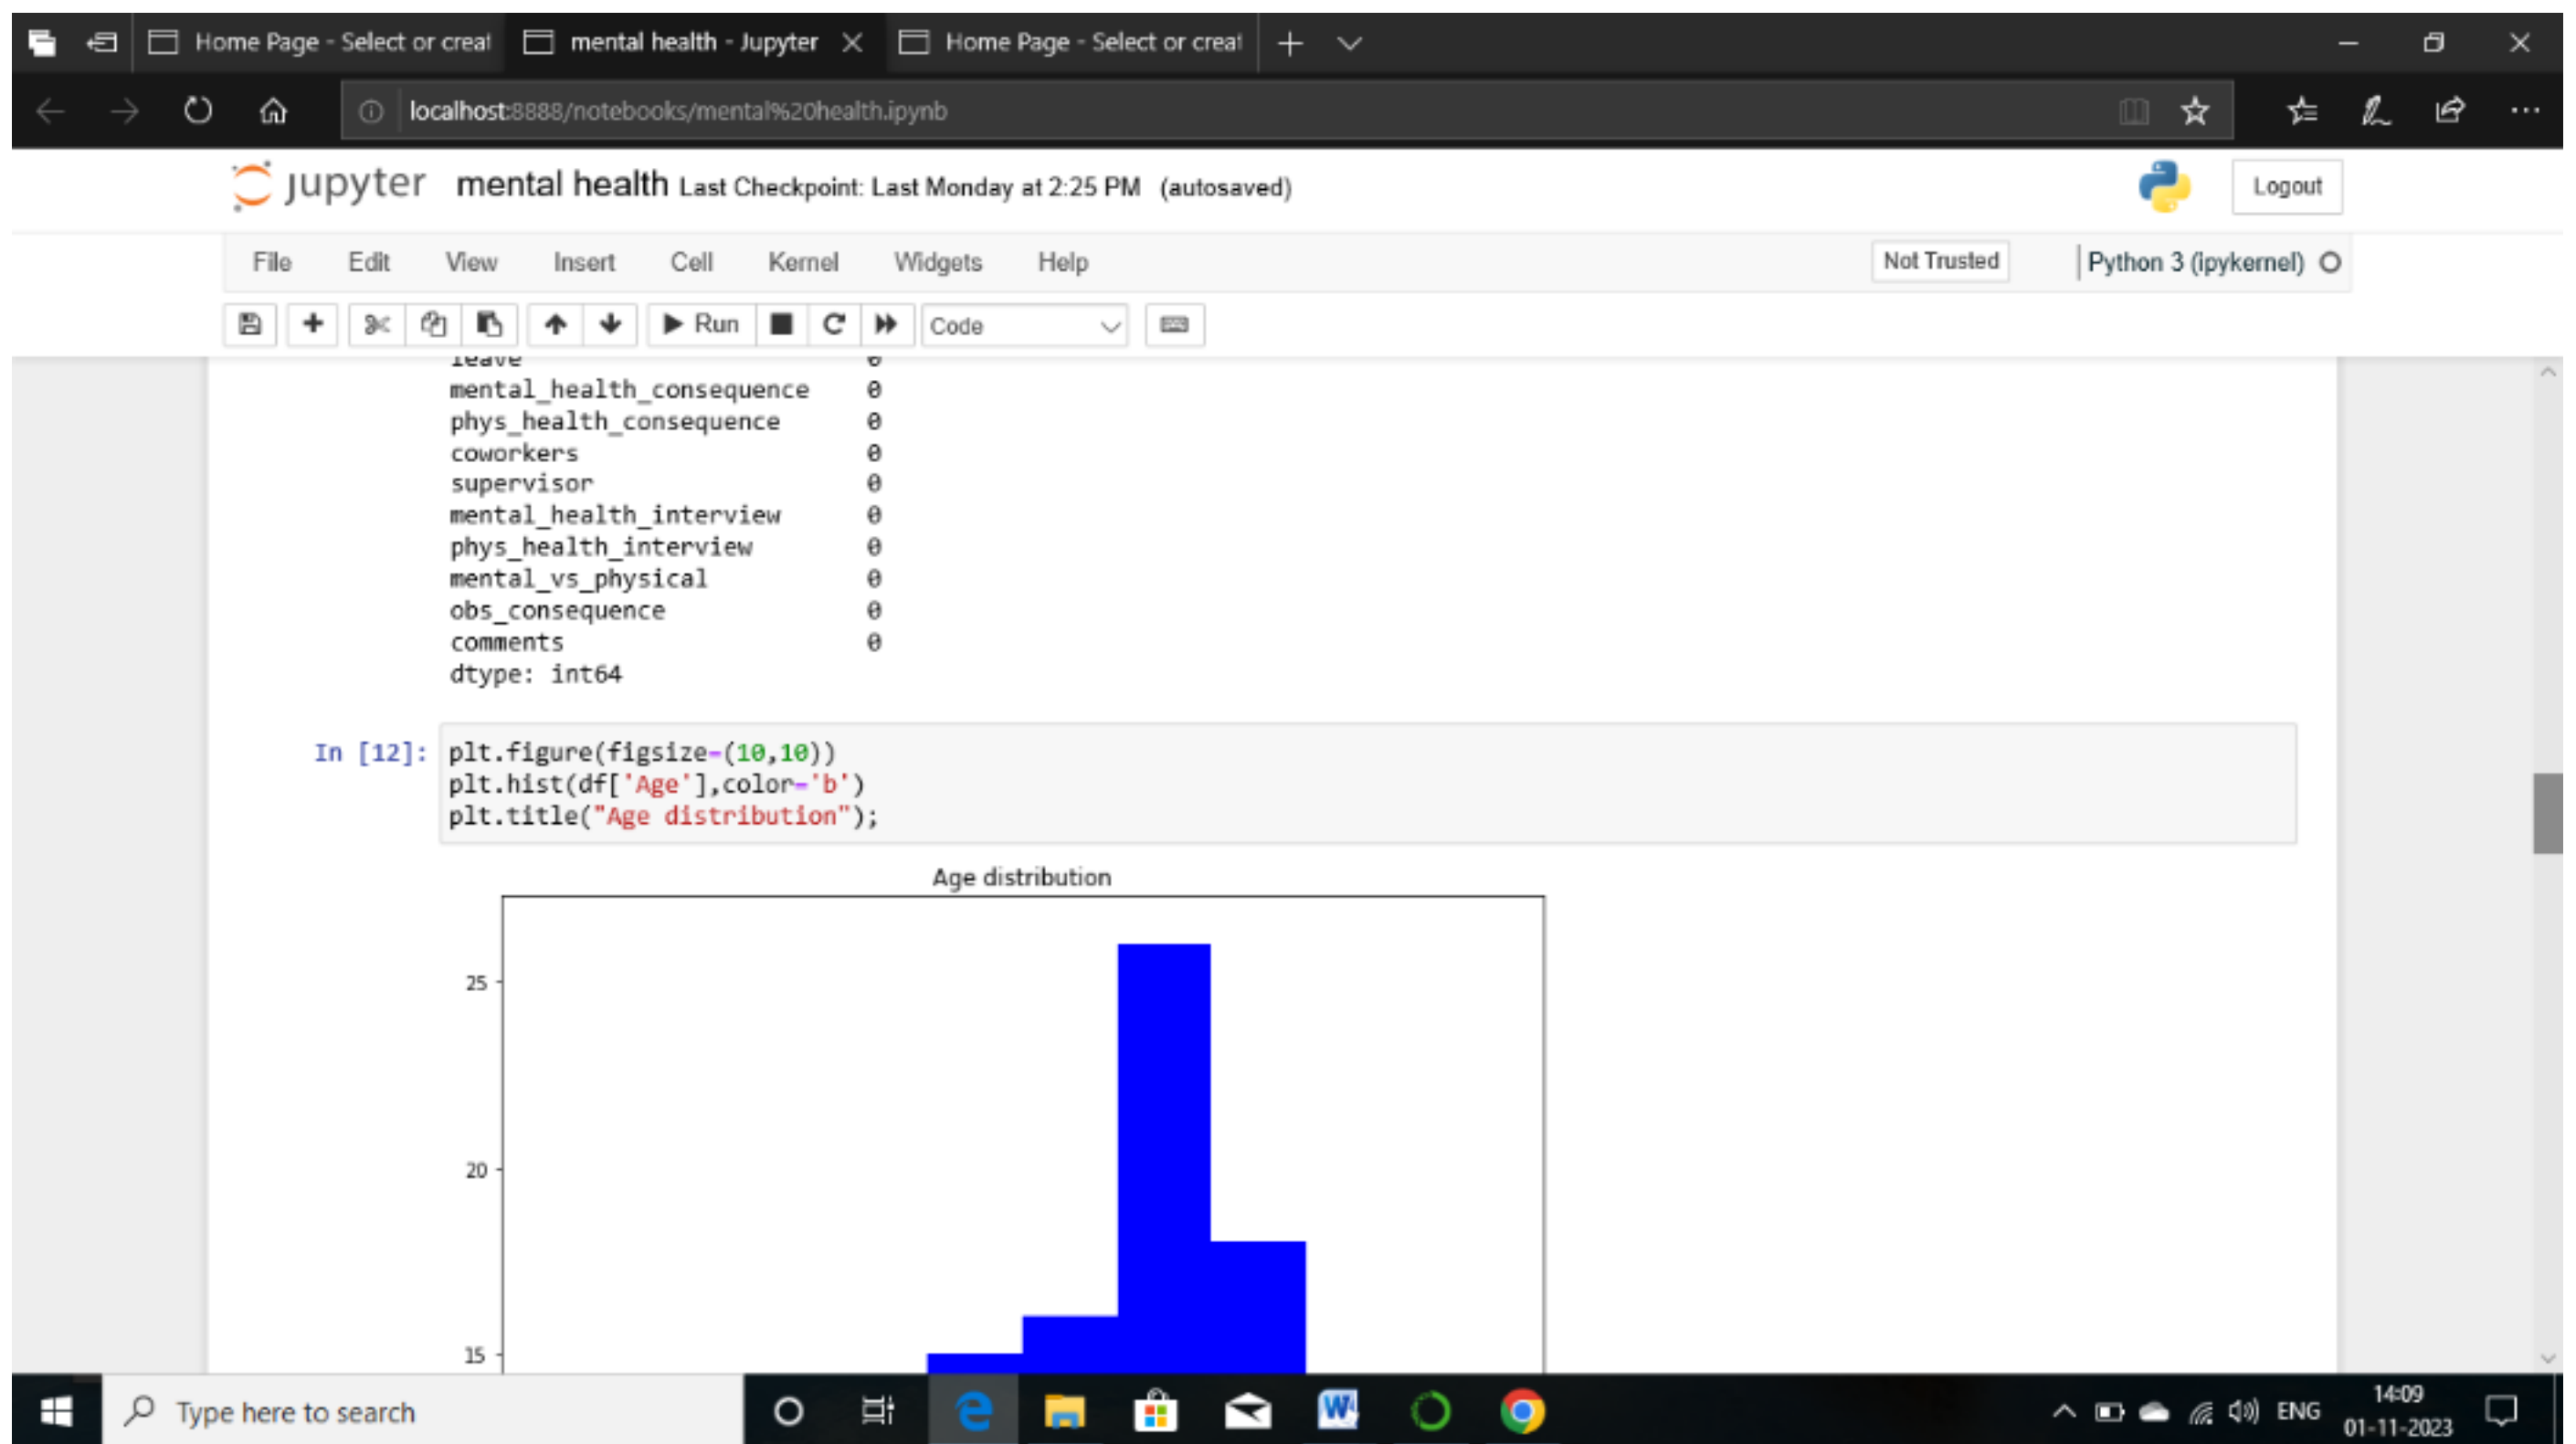 Home Page - Select or creat
mental health - Jupyter
Home Page - Select or creat
localhost:8888/notebooks/mental%20health.ipynb
jupyter mental health Last Checkpoint: Last Monday at 2:25 PM (autosaved)
Logout
File Edit View Insert Cell Kernel Widgets Help
Not Trusted
Python 3 (ipykernel)
Run
Code
leave 0
mental_health_consequence 0
phys_health_consequence 0
coworkers 0
supervisor 0
mental_health_interview 0
phys_health_interview 0
mental_vs_physical 0
obs_consequence 0
comments 0
dtype: int64
In [12]: plt.figure(figsize=(10,10))
plt.hist(df['Age'],color='b')
plt.title("Age distribution");
Age distribution
25
20
15
Type here to search
W
ENG
14:09
01-11-2023